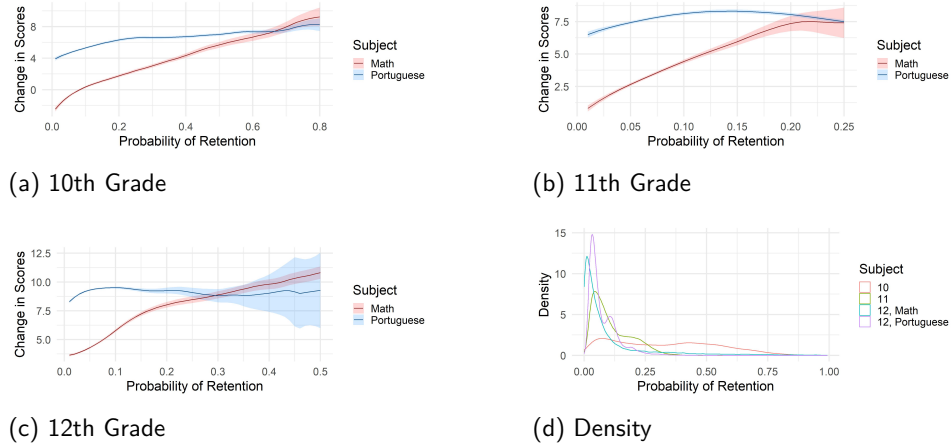 Change in Scores
8
4
0
0.0 0.2 0.4 0.6 0.8
Probability of Retention
Subject
Math
Portuguese
(a) 10th Grade
Change in Scores
7.5
5.0
2.5
0.00 0.05 0.10 0.15 0.20 0.25
Probability of Retention
Subject
Math
Portuguese
(b) 11th Grade
Change in Scores
12.5
10.0
7.5
5.0
0.0 0.1 0.2 0.3 0.4 0.5
Probability of Retention
Subject
Math
Portuguese
(c) 12th Grade
Density
15
10
5
0
0.00 0.25 0.50 0.75 1.00
Probability of Retention
Subject
10
11
12, Math
12, Portuguese
(d) Density